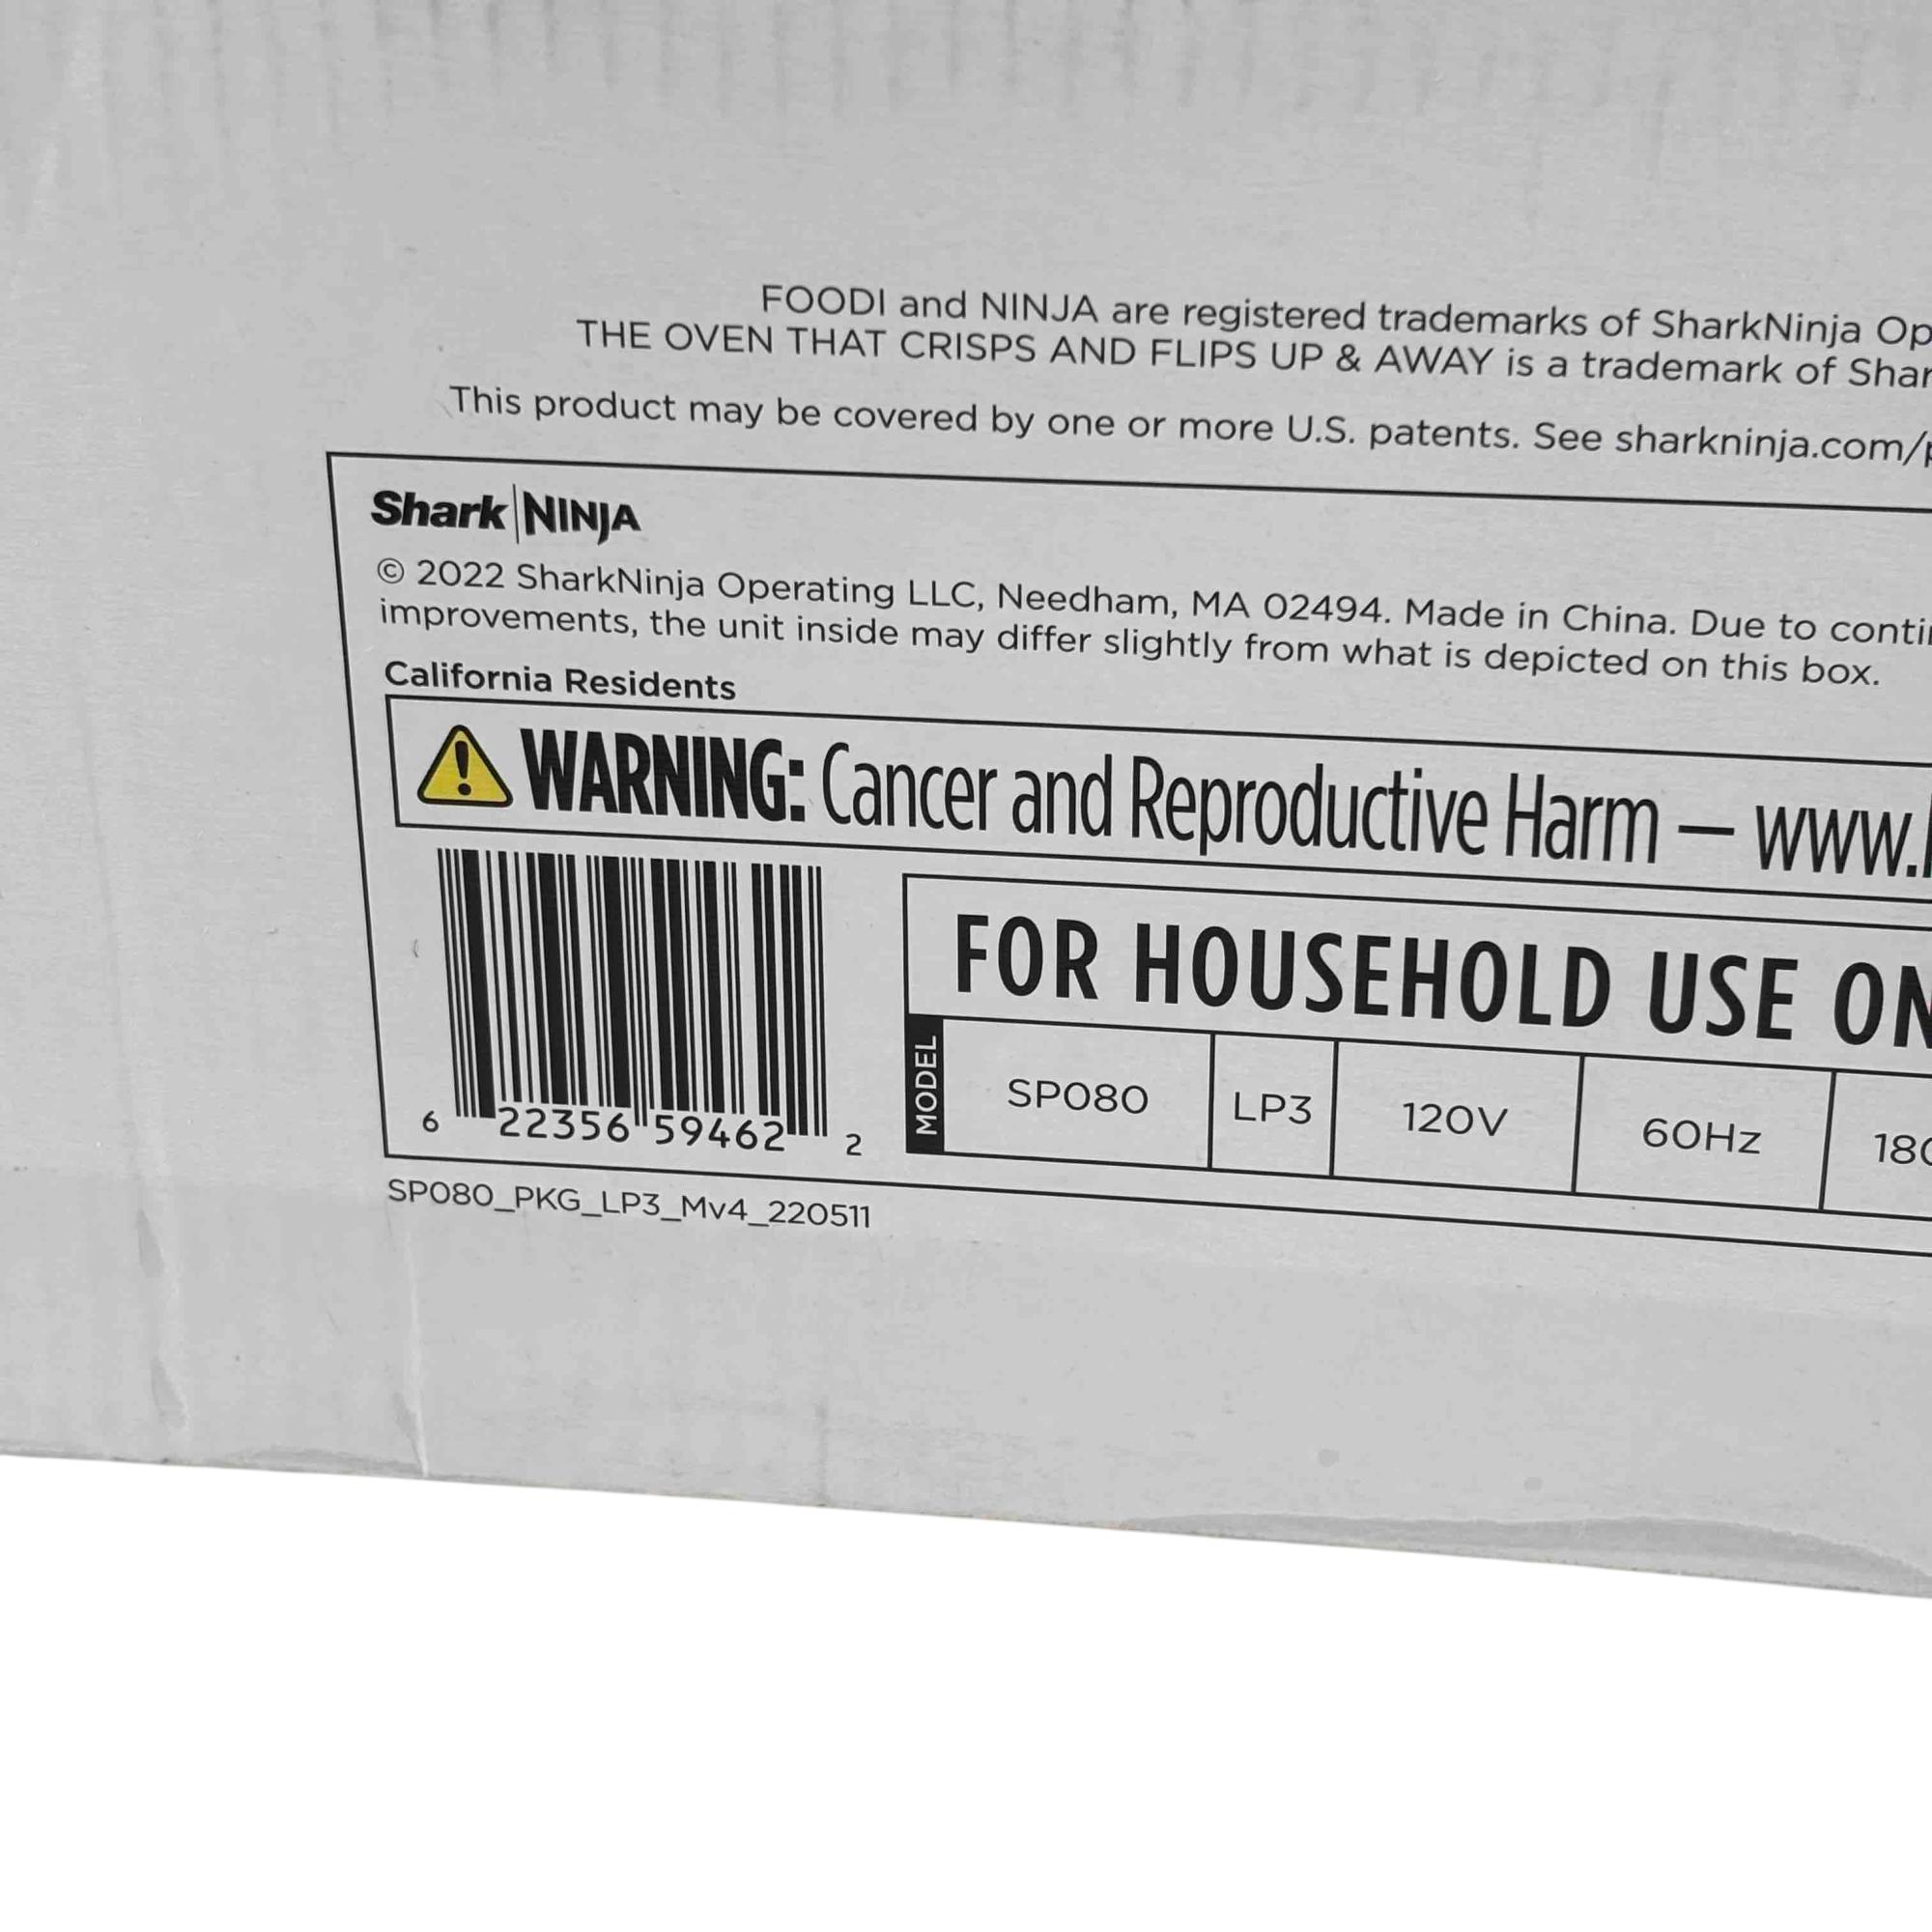 FOODI and NINJA are registered trademarks of SharkNinja Op
THE OVEN THAT CRISPS AND FLIPS UP & AWAY is a trademark of Shar
This product may be covered by one or more U.S. patents. See sharkninja.com/p
Shark|NINJA
© 2022 SharkNinja Operating LLC, Needham, MA 02494. Made in China. Due to contin
improvements, the unit inside may differ slightly from what is depicted on this box.
California Residents
WARNING: Cancer and Reproductive Harm – www.
FOR HOUSEHOLD USE ON
MODEL SP080 LP3 120V 60Hz 180
6 22356 59462 2
SP080_PKG_LP3_Mv4_220511